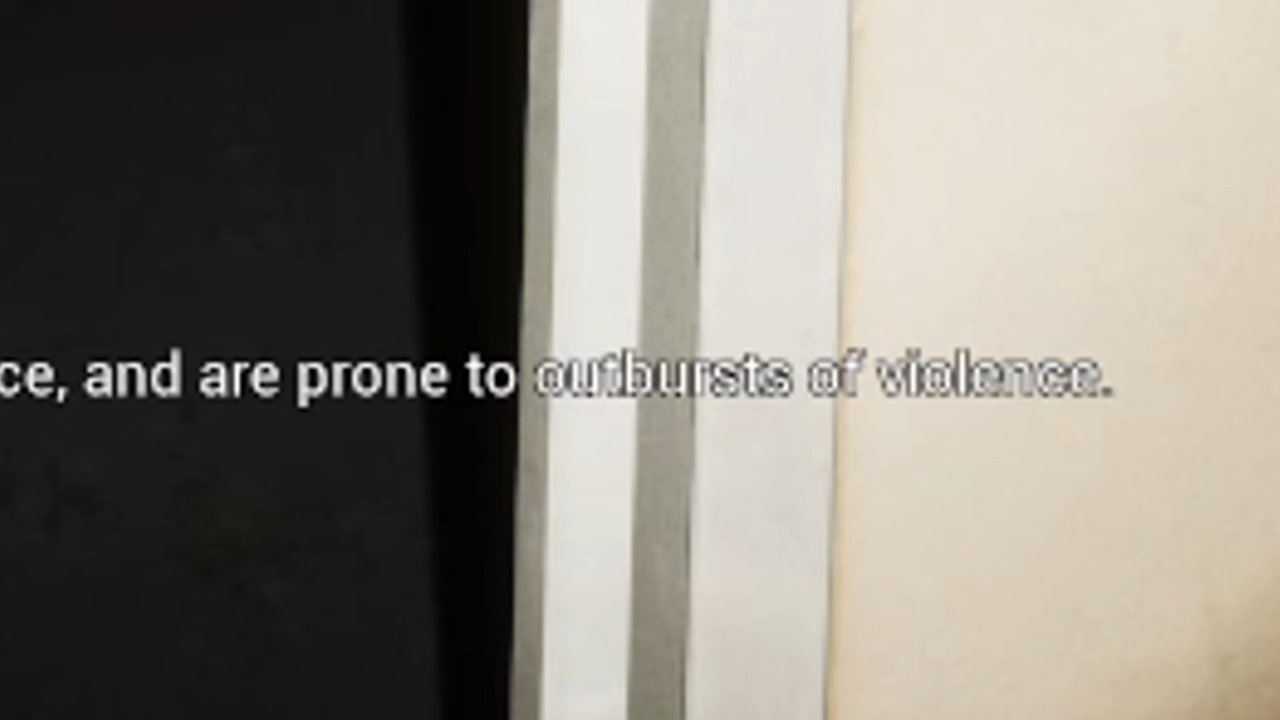 ce, and are prone to outbursts of violence.